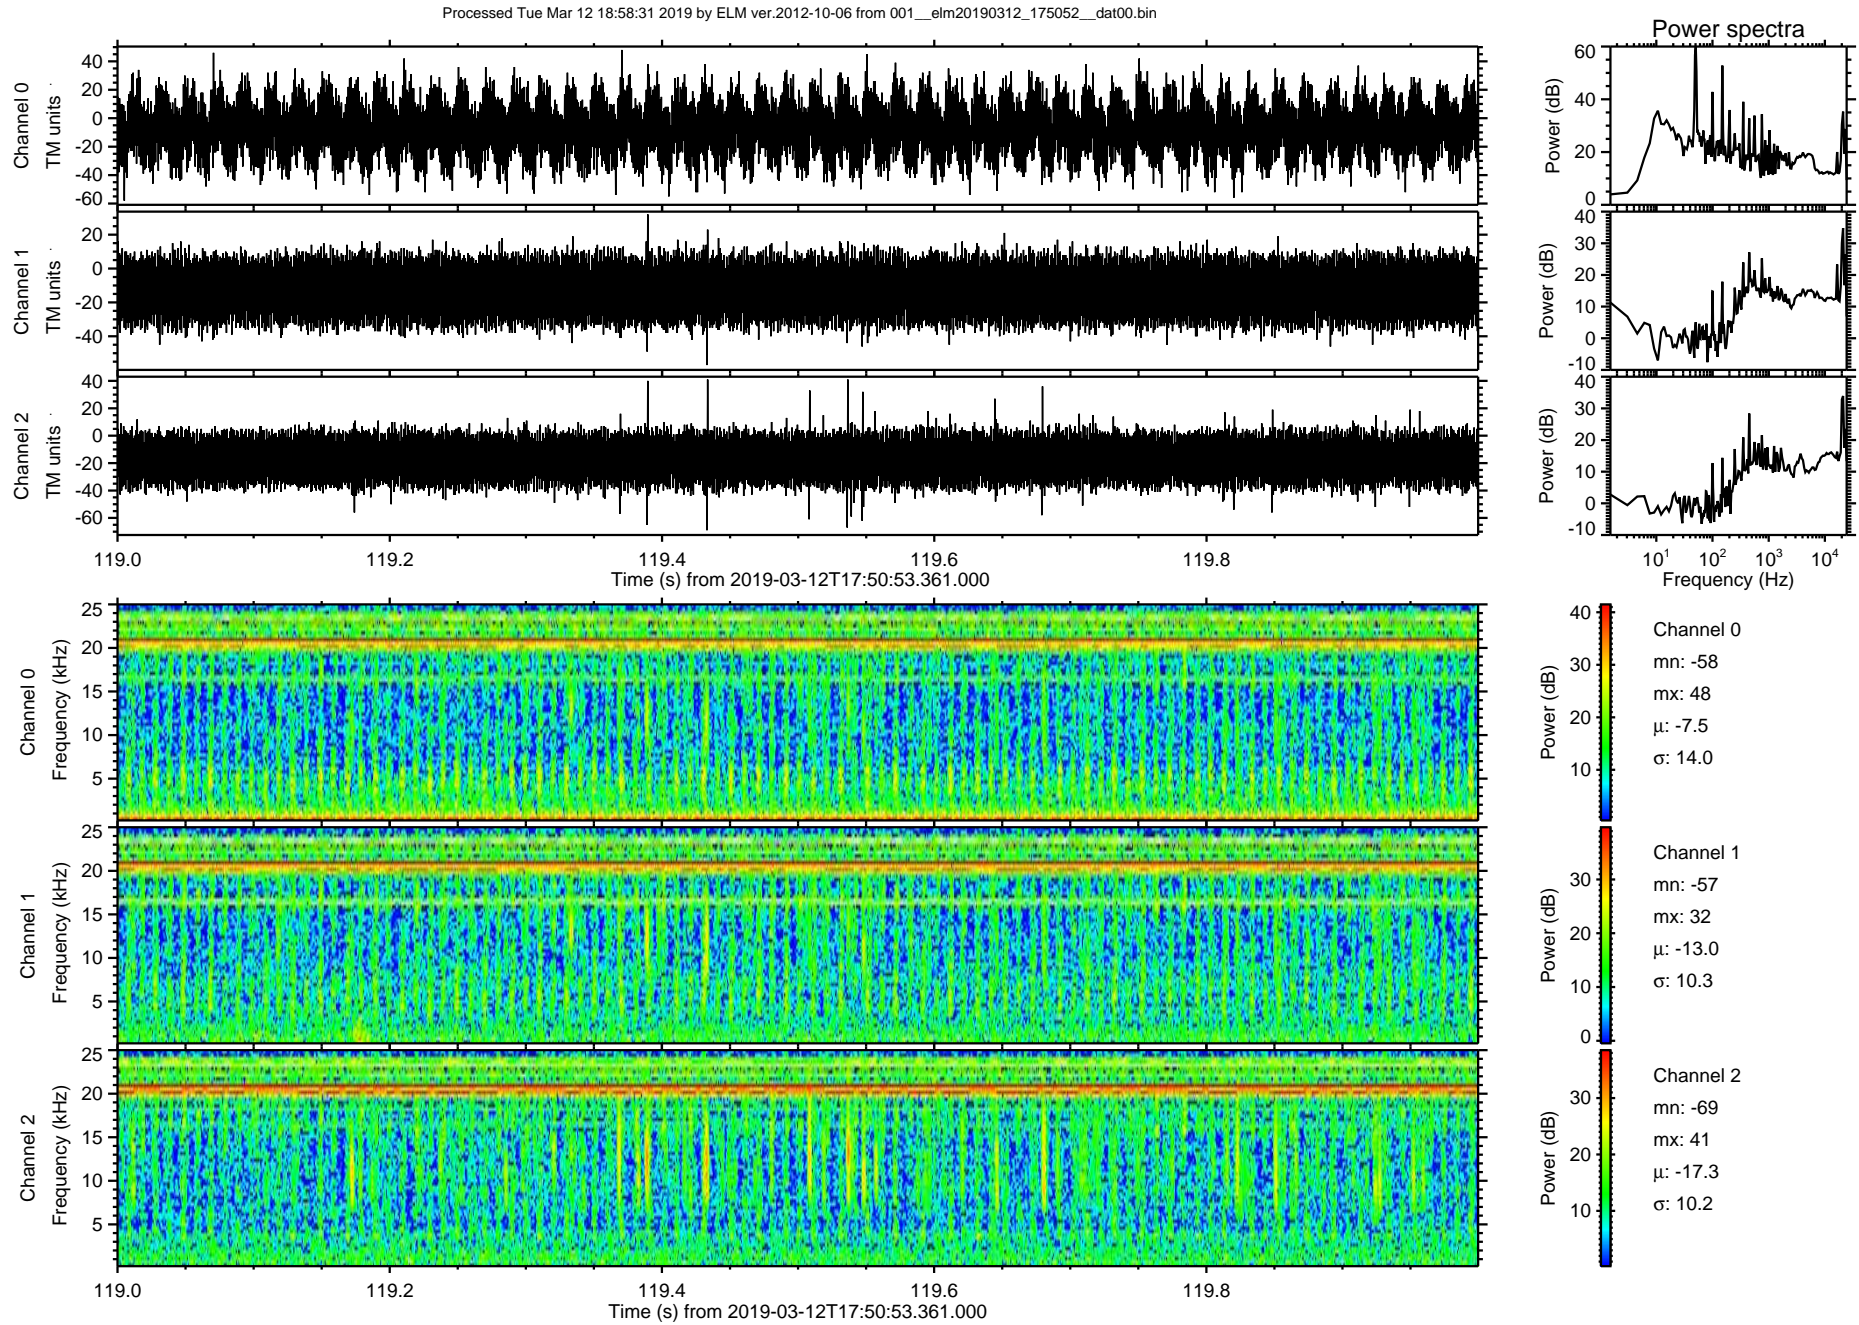 Processed Tue Mar 12 18:58:31 2019 by ELM ver.2012-10-06 from 001__elm20190312_175052__dat00.bin
Power spectra
Channel 0
TM units
40
20
0
-20
-40
-60
Power (dB)
60
40
20
0
Channel 1
TM units
20
0
-20
-40
Power (dB)
40
30
20
10
0
-10
Channel 2
TM units
40
20
0
-20
-40
-60
Power (dB)
40
30
20
10
0
-10
119.0 119.2 119.4 119.6 119.8
Time (s) from 2019-03-12T17:50:53.361.000
10¹ 10² 10³ 10⁴
Frequency (Hz)
Channel 0
Frequency (kHz)
25
20
15
10
5
Power (dB)
40
30
20
10
Channel 0
mn: -58
mx: 48
μ: -7.5
σ: 14.0
Channel 1
Frequency (kHz)
25
20
15
10
5
Power (dB)
30
20
10
0
Channel 1
mn: -57
mx: 32
μ: -13.0
σ: 10.3
Channel 2
Frequency (kHz)
25
20
15
10
5
Power (dB)
30
20
10
Channel 2
mn: -69
mx: 41
μ: -17.3
σ: 10.2
119.0 119.2 119.4 119.6 119.8
Time (s) from 2019-03-12T17:50:53.361.000